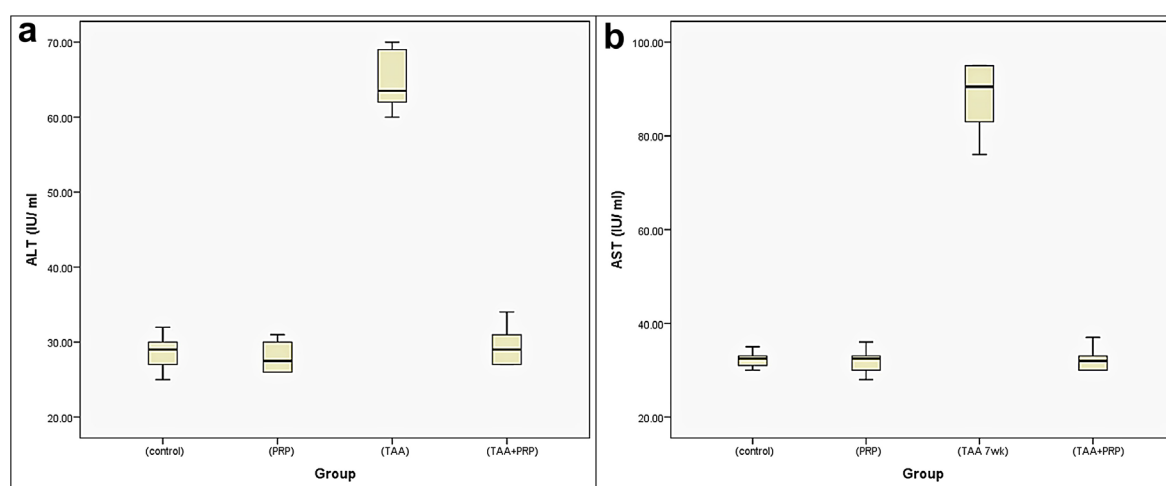 a
ALT (IU/ ml
70.00
60.00
50.00
40.00
30.00
20.00
(control) (PRP) (TAA) (TAA+PRP)
Group
b
AST (IU/ ml)
100.00
80.00
60.00
40.00
20.00
(control) (PRP) (TAA 7wk) (TAA+PRP)
Group